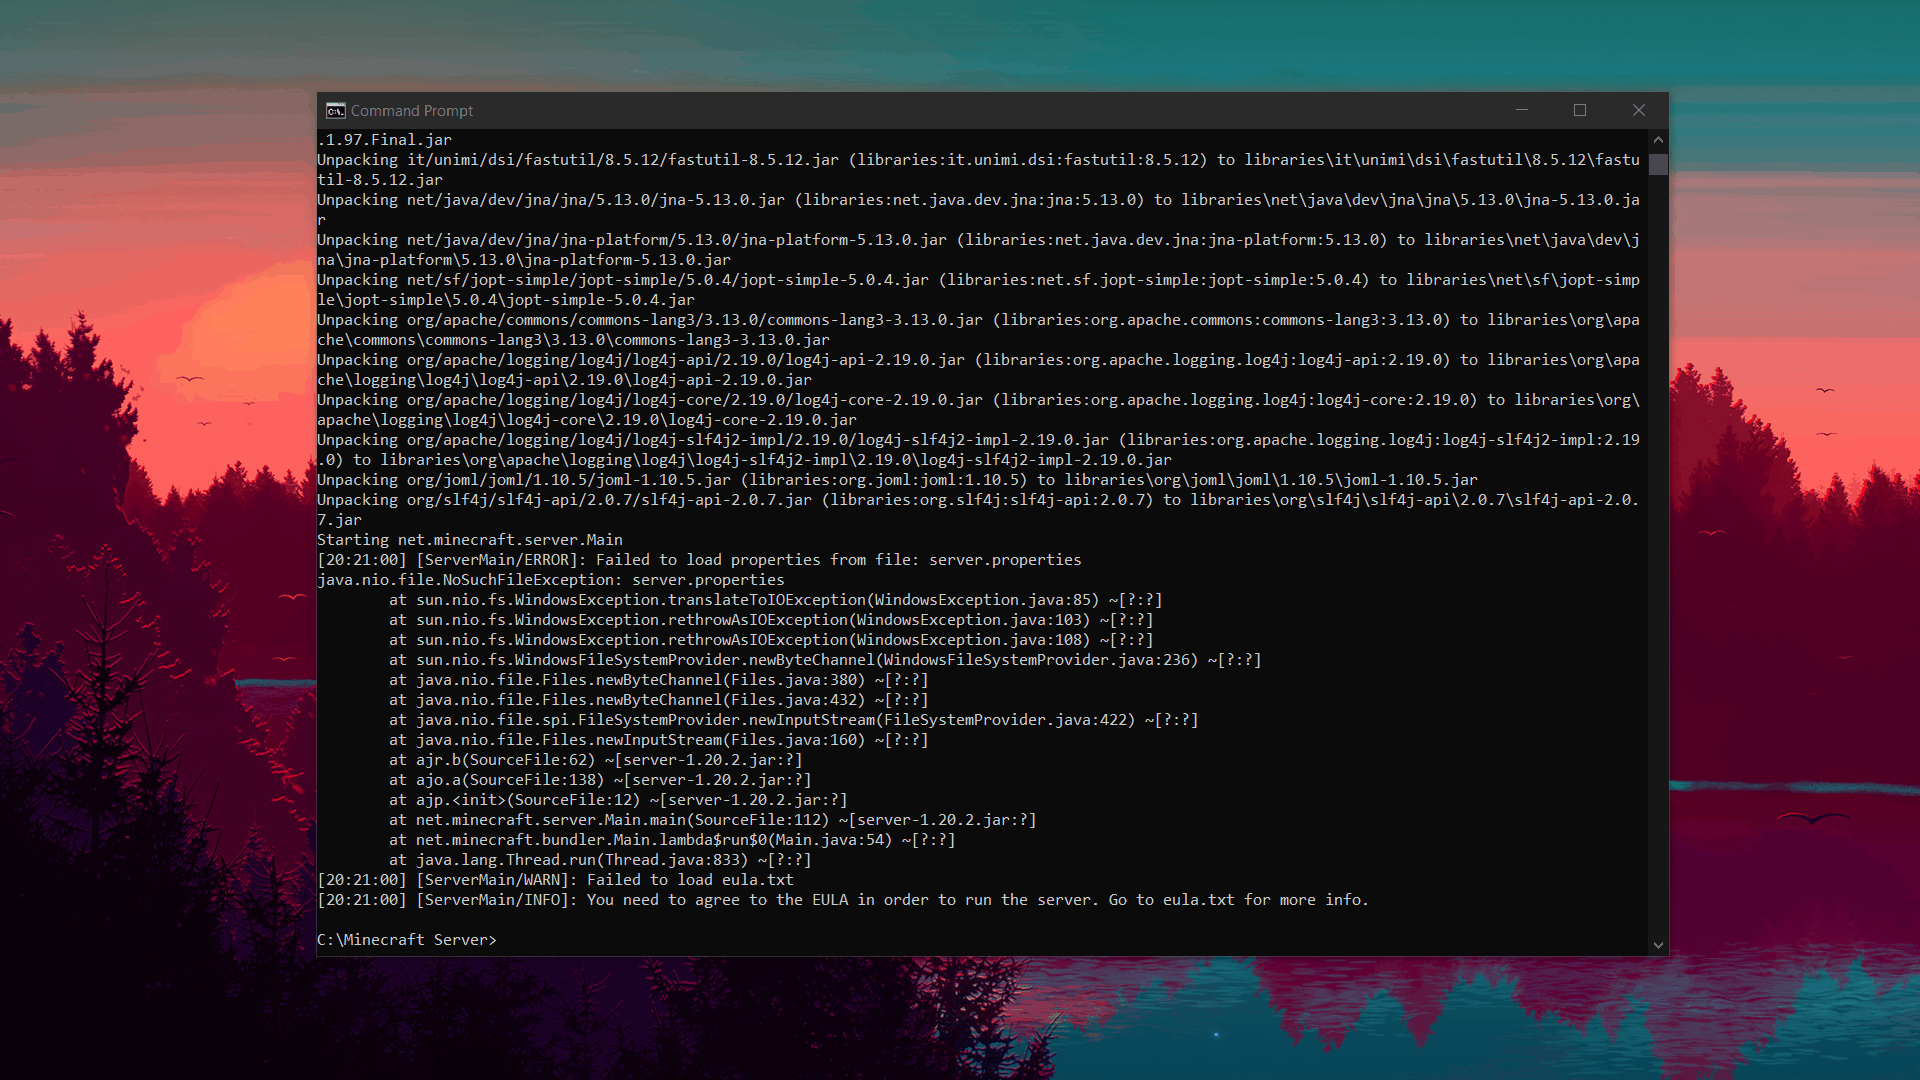 Command Prompt
.1.97.Final.jar
Unpacking it/unimi/dsi/fastutil/8.5.12/fastutil-8.5.12.jar (libraries:it.unimi.dsi:fastutil:8.5.12) to libraries\it\unimi\dsi\fastutil\8.5.12\fastu
til-8.5.12.jar
Unpacking net/java/dev/jna/jna/5.13.0/jna-5.13.0.jar (libraries:net.java.dev.jna:jna:5.13.0) to libraries\net\java\dev\jna\jna\5.13.0\jna-5.13.0.ja
r
Unpacking net/java/dev/jna/jna-platform/5.13.0/jna-platform-5.13.0.jar (libraries:net.java.dev.jna:jna-platform:5.13.0) to libraries\net\java\dev\j
na\jna-platform\5.13.0\jna-platform-5.13.0.jar
Unpacking net/sf/jopt-simple/jopt-simple/5.0.4/jopt-simple-5.0.4.jar (libraries:net.sf.jopt-simple:jopt-simple:5.0.4) to libraries\net\sf\jopt-simp
le\jopt-simple\5.0.4\jopt-simple-5.0.4.jar
Unpacking org/apache/commons/commons-lang3/3.13.0/commons-lang3-3.13.0.jar (libraries:org.apache.commons:commons-lang3:3.13.0) to libraries\org\apa
che\commons\commons-lang3\3.13.0\commons-lang3-3.13.0.jar
Unpacking org/apache/logging/log4j/log4j-api/2.19.0/log4j-api-2.19.0.jar (libraries:org.apache.logging.log4j:log4j-api:2.19.0) to libraries\org\apa
che\logging\log4j\log4j-api\2.19.0\log4j-api-2.19.0.jar
Unpacking org/apache/logging/log4j/log4j-core/2.19.0/log4j-core-2.19.0.jar (libraries:org.apache.logging.log4j:log4j-core:2.19.0) to libraries\org\
apache\logging\log4j\log4j-core\2.19.0\log4j-core-2.19.0.jar
Unpacking org/apache/logging/log4j/log4j-slf4j2-impl/2.19.0/log4j-slf4j2-impl-2.19.0.jar (libraries:org.apache.logging.log4j:log4j-slf4j2-impl:2.19
.0) to libraries\org\apache\logging\log4j\log4j-slf4j2-impl\2.19.0\log4j-slf4j2-impl-2.19.0.jar
Unpacking org/joml/joml/1.10.5/joml-1.10.5.jar (libraries:org.joml:joml:1.10.5) to libraries\org\joml\joml\1.10.5\joml-1.10.5.jar
Unpacking org/slf4j/slf4j-api/2.0.7/slf4j-api-2.0.7.jar (libraries:org.slf4j:slf4j-api:2.0.7) to libraries\org\slf4j\slf4j-api\2.0.7\slf4j-api-2.0.
7.jar
Starting net.minecraft.server.Main
[20:21:00] [ServerMain/ERROR]: Failed to load properties from file: server.properties
java.nio.file.NoSuchFileException: server.properties
at sun.nio.fs.WindowsException.translateToIOException(WindowsException.java:85) ~[?:?]
at sun.nio.fs.WindowsException.rethrowAsIOException(WindowsException.java:103) ~[?:?]
at sun.nio.fs.WindowsException.rethrowAsIOException(WindowsException.java:108) ~[?:?]
at sun.nio.fs.WindowsFileSystemProvider.newByteChannel(WindowsFileSystemProvider.java:236) ~[?:?]
at java.nio.file.Files.newByteChannel(Files.java:380) ~[?:?]
at java.nio.file.Files.newByteChannel(Files.java:432) ~[?:?]
at java.nio.file.spi.FileSystemProvider.newInputStream(FileSystemProvider.java:422) ~[?:?]
at java.nio.file.Files.newInputStream(Files.java:160) ~[?:?]
at ajr.b(SourceFile:62) ~[server-1.20.2.jar:?]
at ajo.a(SourceFile:138) ~[server-1.20.2.jar:?]
at ajp.<init>(SourceFile:12) ~[server-1.20.2.jar:?]
at net.minecraft.server.Main.main(SourceFile:112) ~[server-1.20.2.jar:?]
at net.minecraft.bundler.Main.lambda$run$0(Main.java:54) ~[?:?]
at java.lang.Thread.run(Thread.java:833) ~[?:?]
[20:21:00] [ServerMain/WARN]: Failed to load eula.txt
[20:21:00] [ServerMain/INFO]: You need to agree to the EULA in order to run the server. Go to eula.txt for more info.
C:\Minecraft Server>